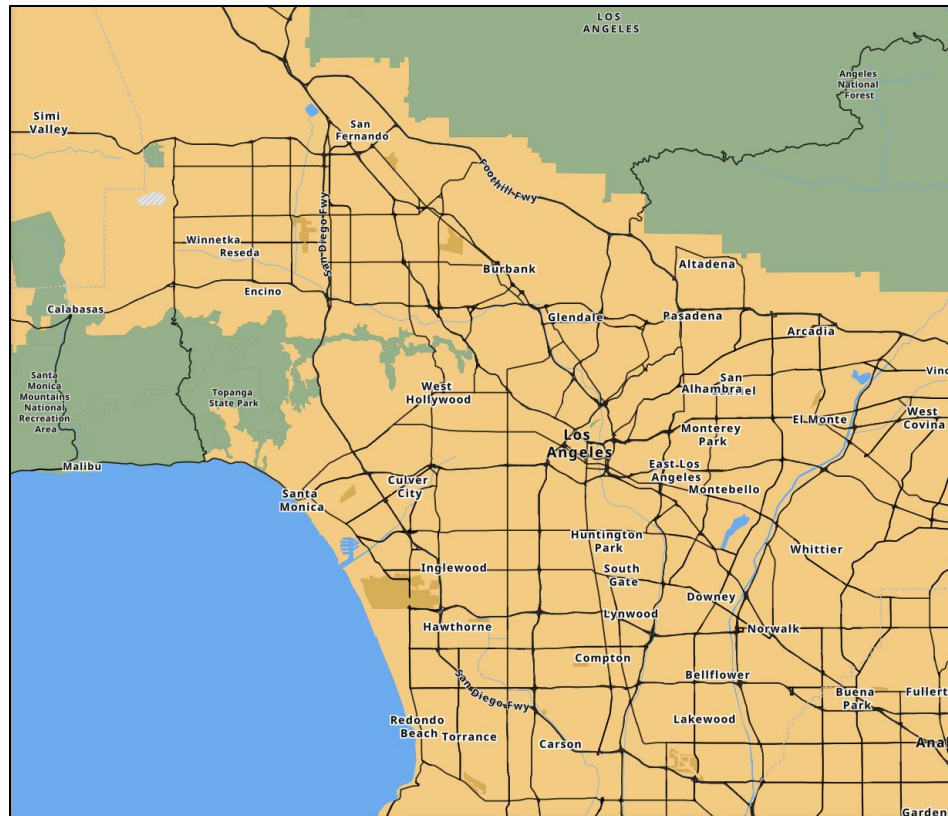 LOS
ANGELES
Angeles
National
Forest
Simi
Valley
San
Fernando
Foothill Fwy
San Diego Fwy
Winnetka
Reseda
Burbank
Altadena
Encino
Calabasas
Glendale
Pasadena
Arcadia
Santa
Monica
Mountains
National
Recreation
Area
Topanga
State Park
West
Hollywood
San
Alhambra
El Monte
West
Covina
Los
Angeles
Monterey
Park
Malibu
East Los
Angeles
Culver
City
Santa
Monica
Montebello
Huntington
Park
Whittier
Inglewood
South
Gate
Downey
Lynwood
Hawthorne
Norwalk
Compton
Bellflower
San Diego Fwy
Buena
Park
Redondo
Beach
Torrance
Carson
Lakewood